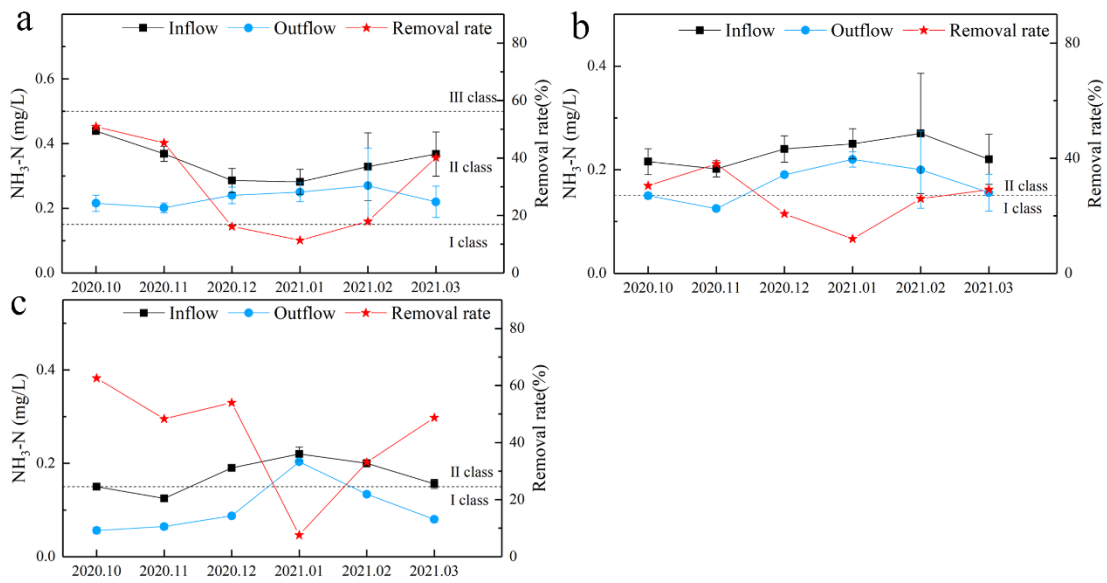 a
Inflow Outflow Removal rate
NH3-N (mg/L)
0.0
0.2
0.4
0.6
III class
II class
I class
0
20
40
60
80
Removal rate(%)
2020.10 2020.11 2020.12 2021.01 2021.02 2021.03
b
Inflow Outflow Removal rate
NH3-N (mg/L)
0.0
0.2
0.4
II class
I class
0
20
40
60
80
Removal rate(%)
2020.10 2020.11 2020.12 2021.01 2021.02 2021.03
c
Inflow Outflow Removal rate
NH3-N (mg/L)
0.0
0.2
0.4
II class
I class
0
20
40
60
80
Removal rate(%)
2020.10 2020.11 2020.12 2021.01 2021.02 2021.03